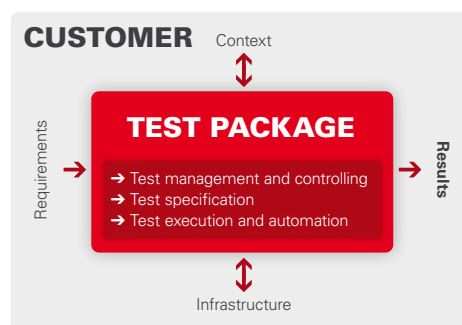 CUSTOMER
Context
Requirements
TEST PACKAGE
➔ Test management and controlling
➔ Test specification
➔ Test execution and automation
Results
Infrastructure